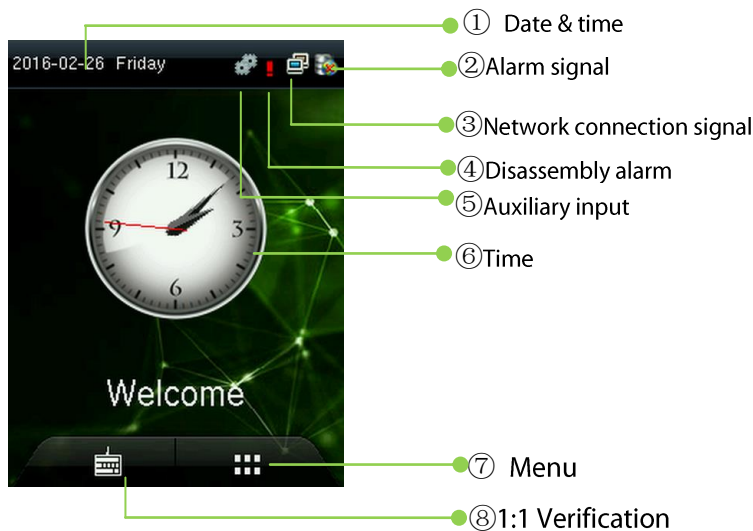 ① Date & time
2016-02-26 Friday
②Alarm signal
③Network connection signal
④Disassembly alarm
⑤Auxiliary input
12
9
3
6
⑥Time
Welcome
⑦ Menu
⑧1:1 Verification